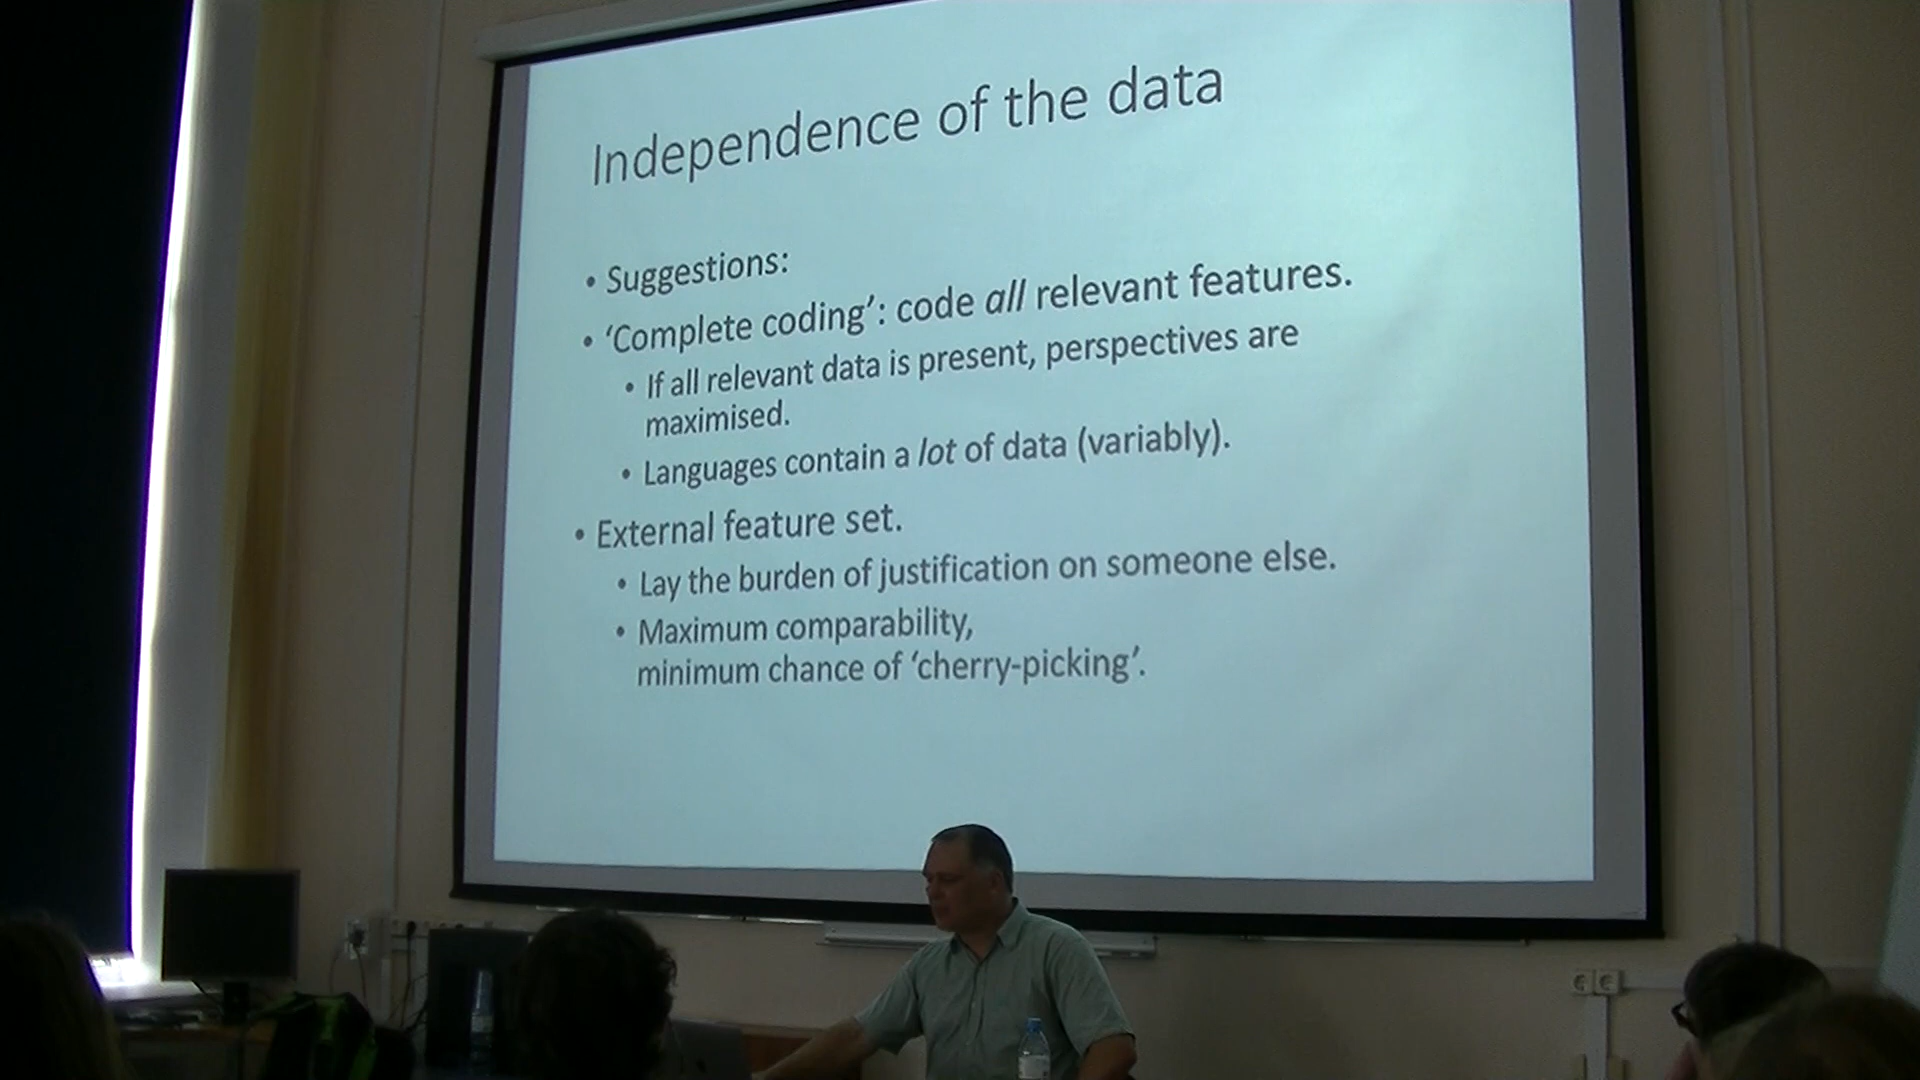 Independence of the data
• Suggestions:
• ‘Complete coding’: code all relevant features.
• If all relevant data is present, perspectives are
maximised.
• Languages contain a lot of data (variably).
• External feature set.
• Lay the burden of justification on someone else.
• Maximum comparability,
minimum chance of ‘cherry-picking’.